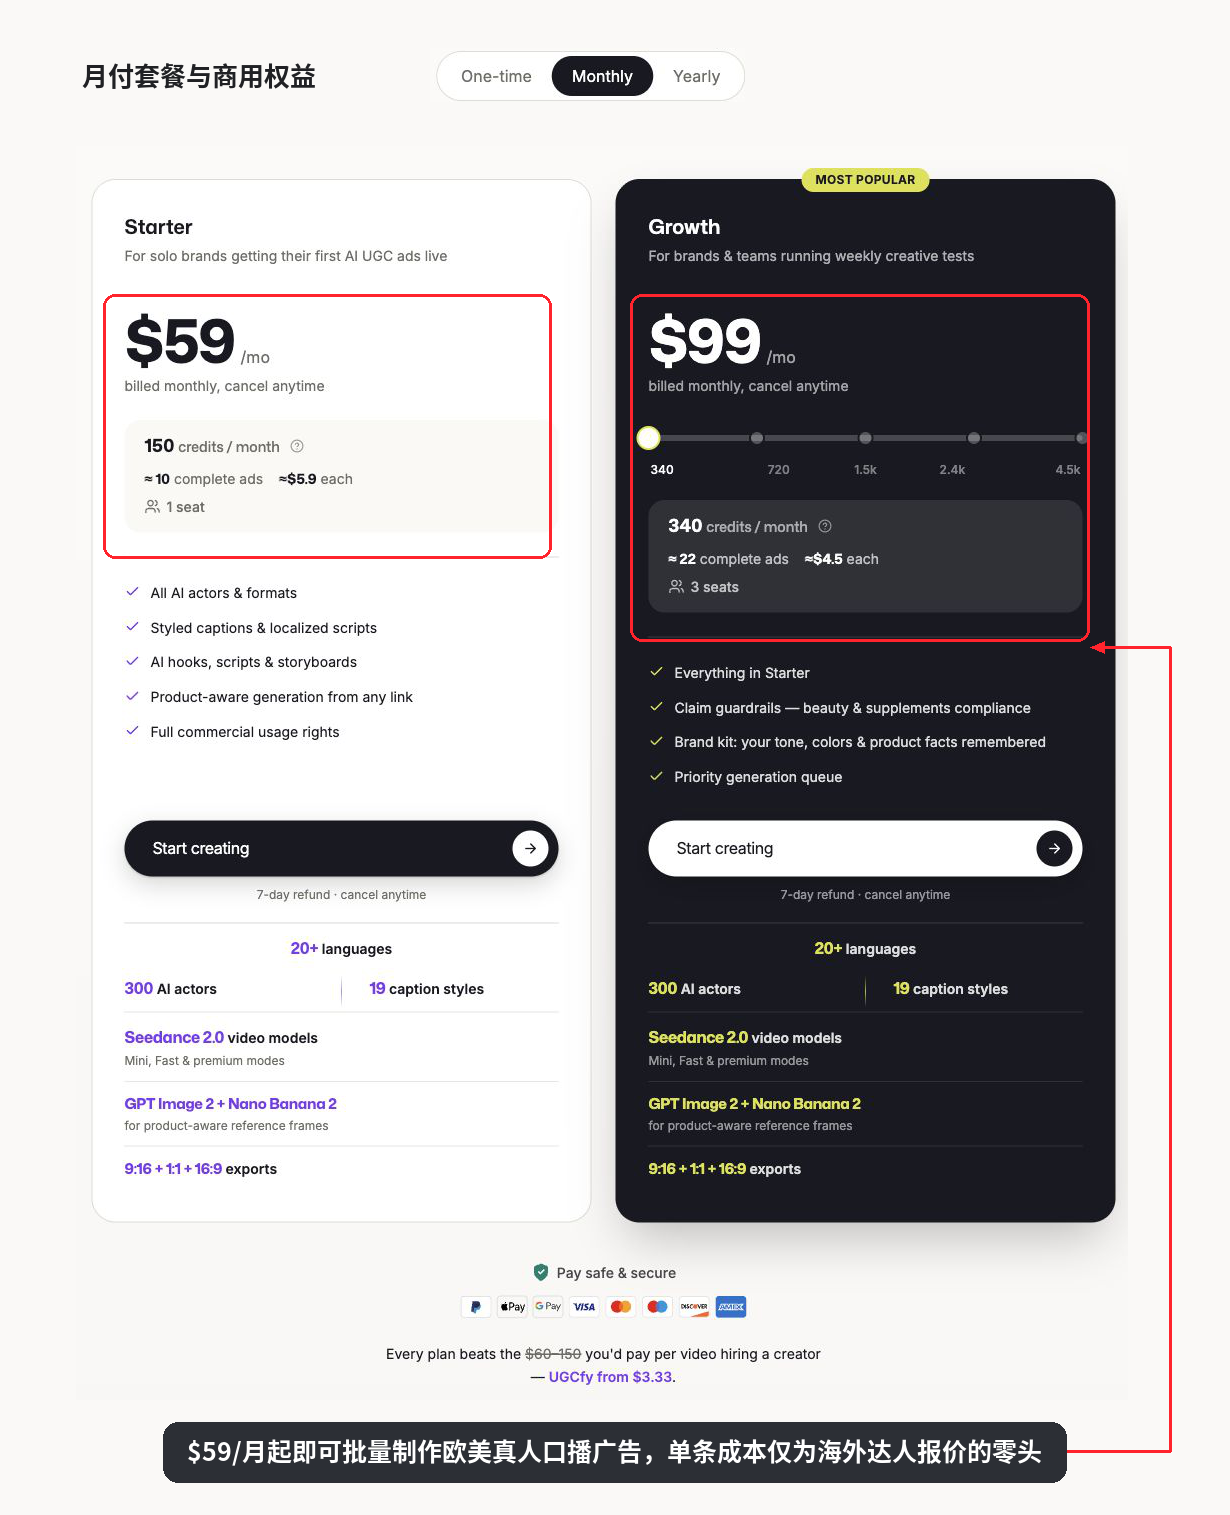 月付套餐与商用权益
One-time Monthly Yearly
Starter
For solo brands getting their first AI UGC ads live
$59 /mo
billed monthly, cancel anytime
150 credits / month
≈ 10 complete ads ≈$5.9 each
1 seat
All AI actors & formats
Styled captions & localized scripts
AI hooks, scripts & storyboards
Product-aware generation from any link
Full commercial usage rights
Start creating
7-day refund · cancel anytime
20+ languages
300 AI actors 19 caption styles
Seedance 2.0 video models
Mini, Fast & premium modes
GPT Image 2 + Nano Banana 2
for product-aware reference frames
9:16 + 1:1 + 16:9 exports
MOST POPULAR
Growth
For brands & teams running weekly creative tests
$99 /mo
billed monthly, cancel anytime
340 720 1.5k 2.4k 4.5k
340 credits / month
≈ 22 complete ads ≈$4.5 each
3 seats
Everything in Starter
Claim guardrails — beauty & supplements compliance
Brand kit: your tone, colors & product facts remembered
Priority generation queue
Start creating
7-day refund · cancel anytime
20+ languages
300 AI actors 19 caption styles
Seedance 2.0 video models
Mini, Fast & premium modes
GPT Image 2 + Nano Banana 2
for product-aware reference frames
9:16 + 1:1 + 16:9 exports
Pay safe & secure
Pay G Pay VISA DISCOVER AMEX
Every plan beats the $60–150 you'd pay per video hiring a creator
— UGCfy from $3.33.
$59/月起即可批量制作欧美真人口播广告，单条成本仅为海外达人报价的零头